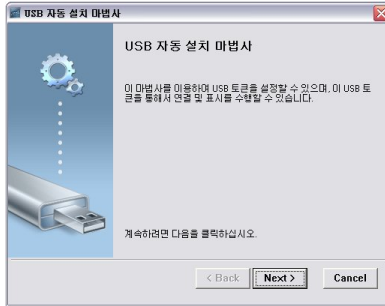 USB 자동 설치 마법사
USB 자동 설치 마법사
이 마법사를 이용하여 USB 토큰을 설정할 수 있으며, 이 USB 토
큰을 통해서 연결 및 표시를 수행할 수 있습니다.
계속하려면 다음을 클릭하십시오.
< Back Next > Cancel